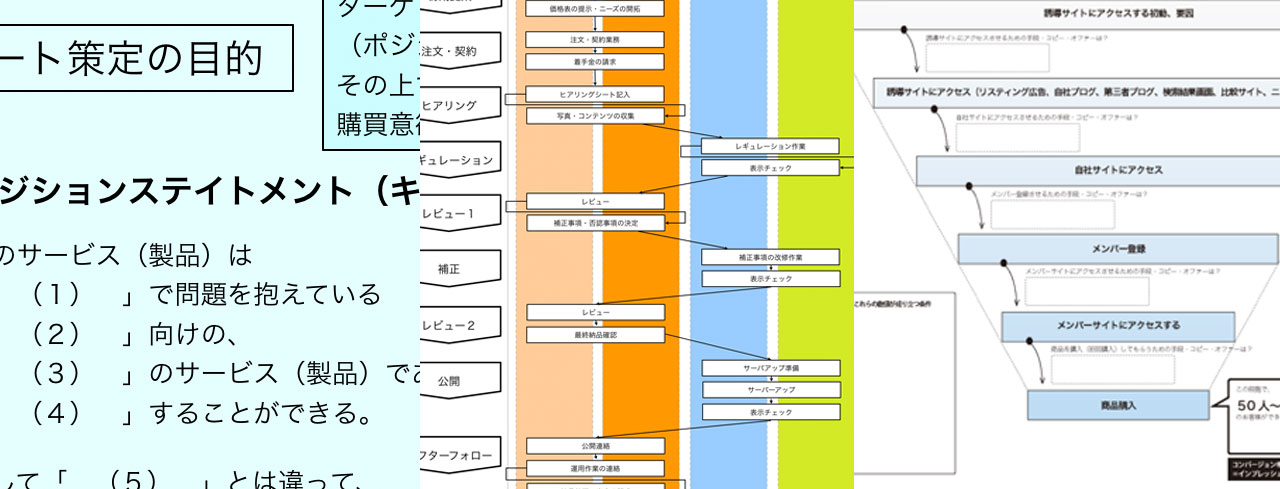 ート策定の目的
ターゲ
（ポジ
その上
購買意
ジションステイトメント（キ
のサービス（製品）は
（１）　」で問題を抱えている
（２）　」向けの、
（３）　」のサービス（製品）で
（４）　」することができる。
して「　（５）　」とは違って、
注文・契約
ヒアリング
ギュレーション
レビュー１
補正
レビュー２
公開
フターフォロー
価格表の提示・ニーズの開拓
注文・契約業務
着手金の請求
ヒアリングシート記入
写真・コンテンツの収集
レギュレーション作業
表示チェック
レビュー
補正事項・否認事項の決定
補正事項の改修作業
表示チェック
レビュー
最終納品確認
サーバアップ準備
サーバーアップ
表示チェック
公開連絡
運用作業の連絡
誘導サイトにアクセスする初動、要因
誘導サイトにアクセスさせるための手段・コピー・オファーは？
誘導サイトにアクセス（リスティング広告、自社ブログ、第三者ブログ、検索結果画面、比較サイト、ニ
自社サイトにアクセスさせるための手段・コピー・オファーは？
自社サイトにアクセス
メンバー登録させるための手段・コピー・オファーは？
メンバー登録
メンバーサイトにアクセスさせるための手段・コピー・オファーは？
メンバーサイトにアクセスする
商品先購入（初回購入）してもらうための手段・コピー・オファーは？
商品購入
これらの動線が成り立つ条件
この段階で、
50人〜
のお客様ができ
コンバージョン
＝インプレッシ